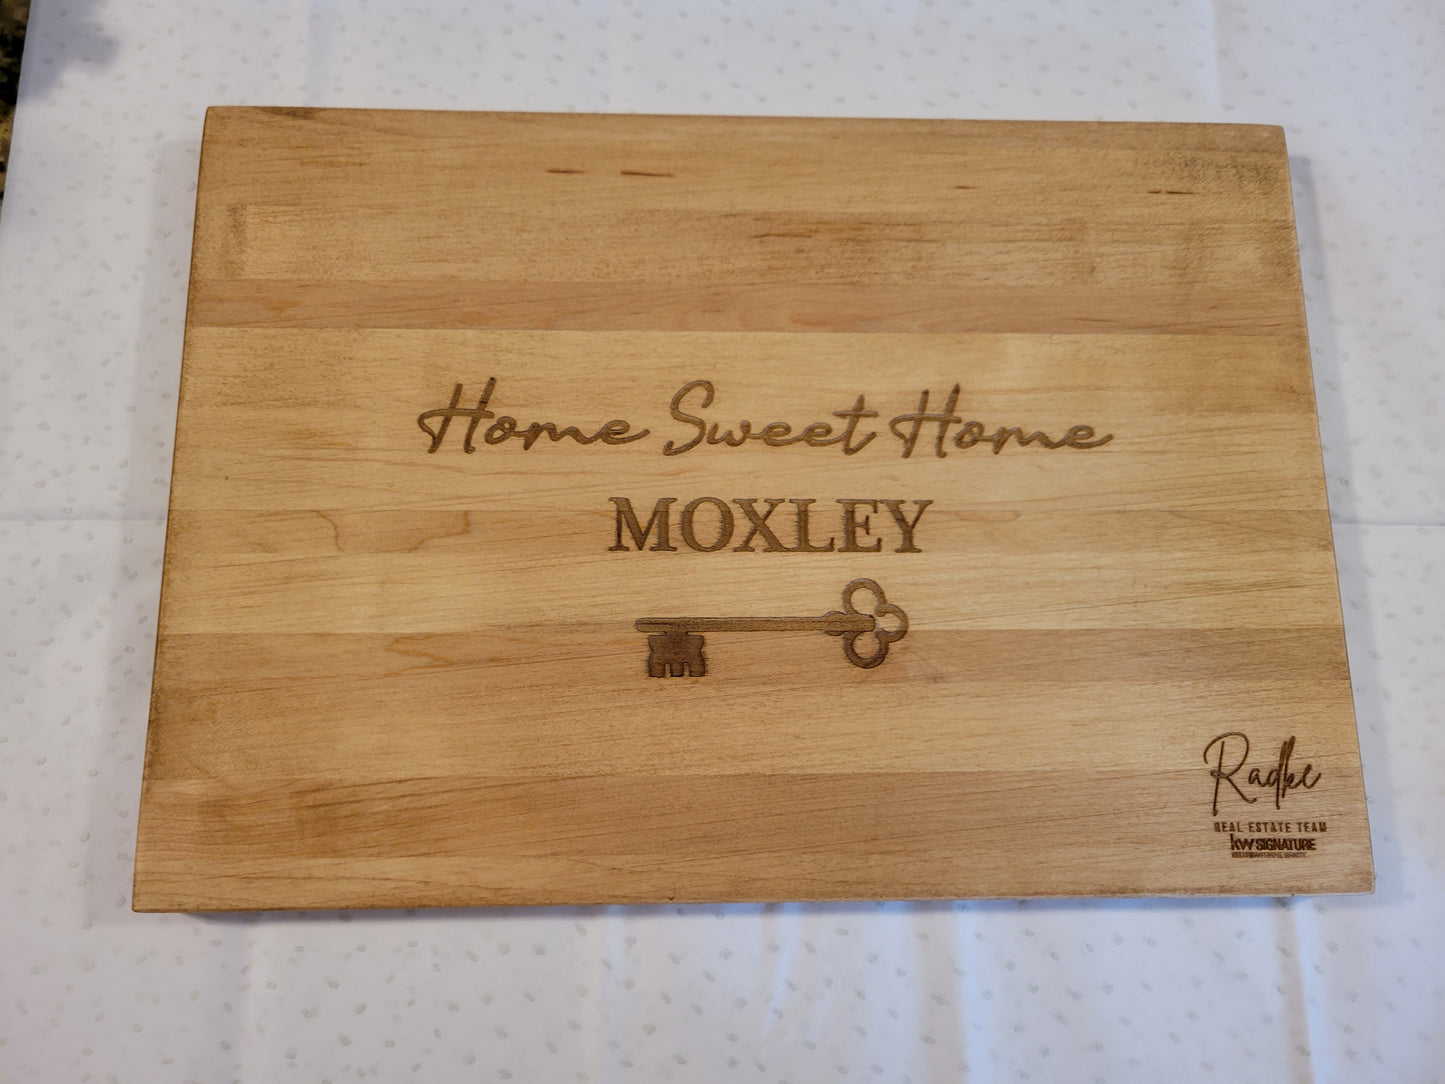 Home Sweet Home
MOXLEY
Radke
REAL ESTATE TEAM
kw SIGNATURE